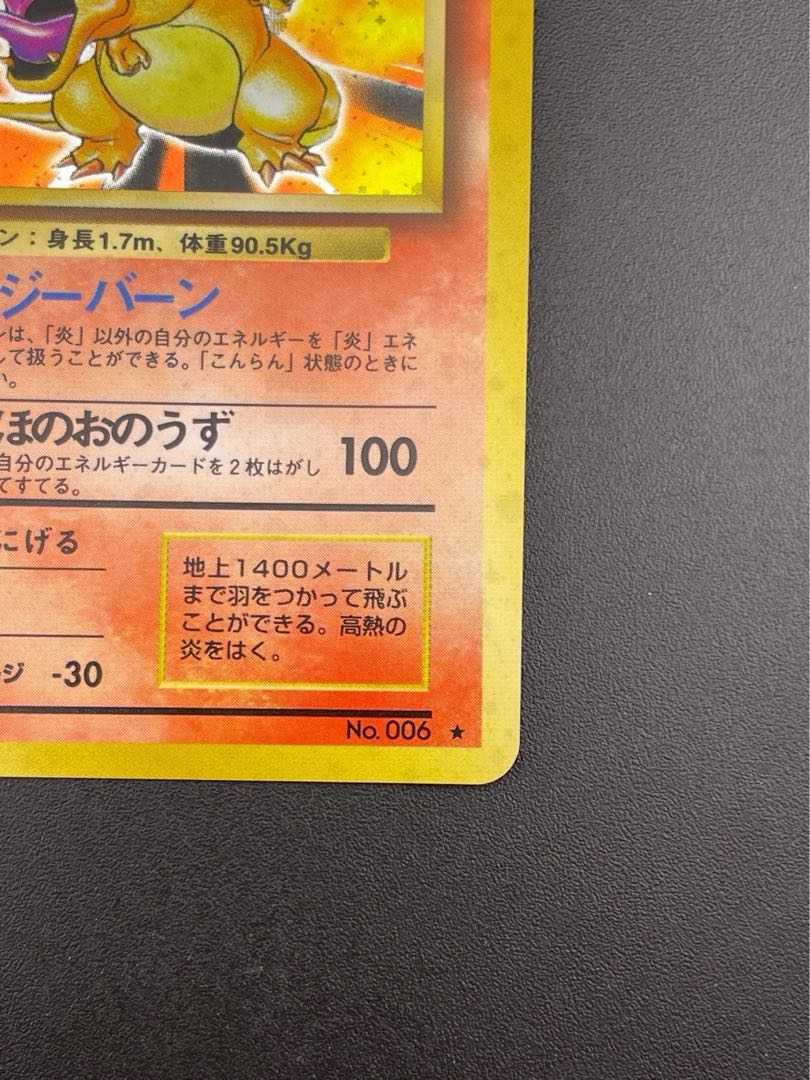 ン：身長1.7m、体重90.5Kg
ジーバーン
ンは、「炎」以外の自分のエネルギーを「炎」エネ
して扱うことができる。「こんらん」状態のときに
い。
ほのおのうず 100
自分のエネルギーカードを2枚はがし
てすてる。
にげる
地上1400メートル
まで羽をつかって飛ぶ
ことができる。高熱の
炎をはく。
ジ -30
No. 006 ★